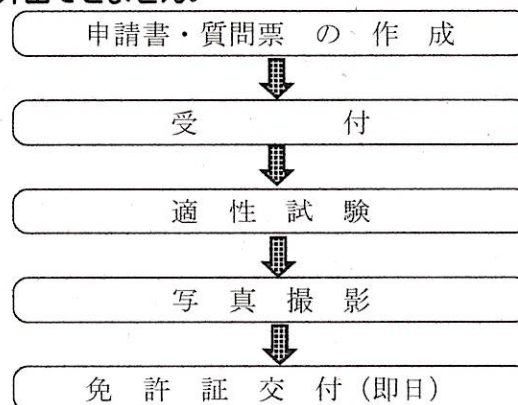 申請書・質問票 の 作 成
受 付
適 性 試 験
写 真 撮 影
免 許 証 交 付 (即日)